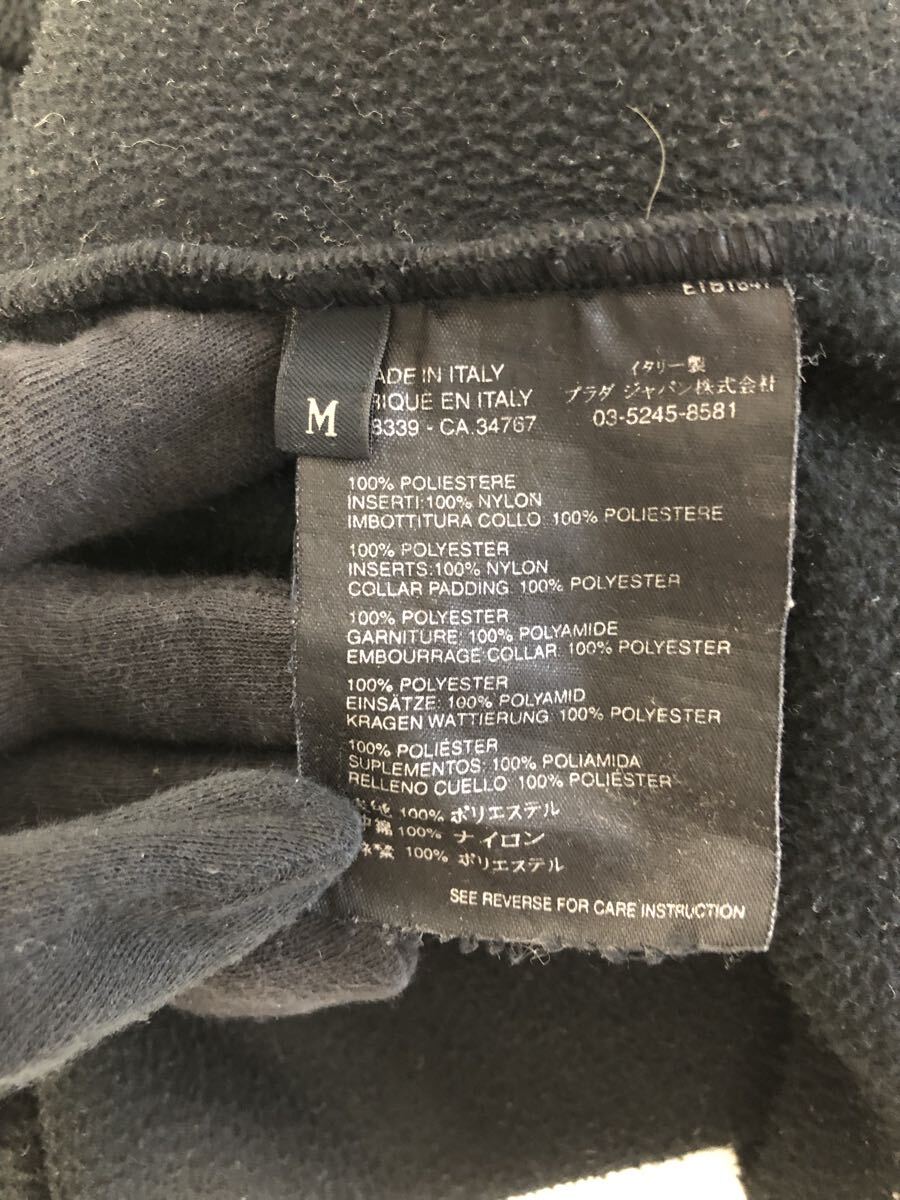 M
MADE IN ITALY
RIQUE EN ITALY
3339 - CA.34767
イタリー製
プラダ ジャパン株式会社
03-5245-8581
100% POLIESTERE
INSERTI:100% NYLON
IMBOTTITURA COLLO: 100% POLIESTERE
100% POLYESTER
INSERTS:100% NYLON
COLLAR PADDING: 100% POLYESTER
100% POLYESTER
GARNITURE: 100% POLYAMIDE
EMBOURRAGE COLLAR: 100% POLYESTER
100% POLYESTER
EINSÄTZE: 100% POLYAMID
KRAGEN WATTIERUNG: 100% POLYESTER
100% POLIÉSTER
SUPLEMENTOS: 100% POLIAMIDA
RELLENO CUELLO: 100% POLIÉSTER
100% ポリエステル
100% ナイロン
100% ポリエステル
SEE REVERSE FOR CARE INSTRUCTION